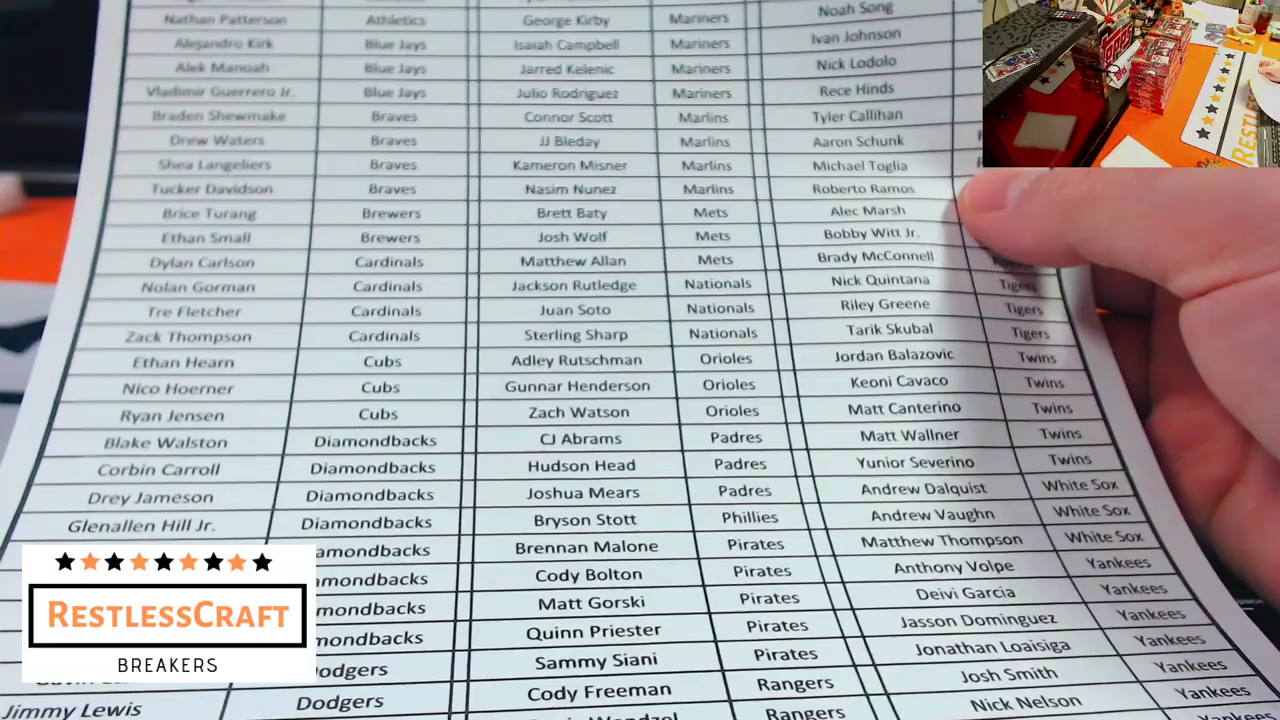 Nathan Patterson Athletics George Kirby Mariners Noah Song
Alejandro Kirk Blue Jays Isaiah Campbell Mariners Ivan Johnson
Alek Manoah Blue Jays Jarred Kelenic Mariners Nick Lodolo
Vladimir Guerrero Jr. Blue Jays Julio Rodriguez Mariners Rece Hinds
Braden Shewmake Braves Connor Scott Marlins Tyler Callihan
Drew Waters Braves JJ Bleday Marlins Aaron Schunk
Shea Langeliers Braves Kameron Misner Marlins Michael Toglia
Tucker Davidson Braves Nasim Nunez Marlins Roberto Ramos
Brice Turang Brewers Brett Baty Mets Alec Marsh
Ethan Small Brewers Josh Wolf Mets Bobby Witt Jr.
Dylan Carlson Cardinals Matthew Allan Mets Brady McConnell
Nolan Gorman Cardinals Jackson Rutledge Nationals Nick Quintana Tigers
Tre Fletcher Cardinals Juan Soto Nationals Riley Greene Tigers
Zack Thompson Cardinals Sterling Sharp Nationals Tarik Skubal Tigers
Ethan Hearn Cubs Adley Rutschman Orioles Jordan Balazovic Twins
Nico Hoerner Cubs Gunnar Henderson Orioles Keoni Cavaco Twins
Ryan Jensen Cubs Zach Watson Orioles Matt Canterino Twins
Blake Walston Diamondbacks CJ Abrams Padres Matt Wallner Twins
Corbin Carroll Diamondbacks Hudson Head Padres Yunior Severino Twins
Drey Jameson Diamondbacks Joshua Mears Padres Andrew Dalquist White Sox
Glenallen Hill Jr. Diamondbacks Bryson Stott Phillies Andrew Vaughn White Sox
amondbacks Brennan Malone Pirates Matthew Thompson White Sox
amondbacks Cody Bolton Pirates Anthony Volpe Yankees
mondbacks Matt Gorski Pirates Deivi Garcia Yankees
mondbacks Quinn Priester Pirates Jasson Dominguez Yankees
Dodgers Sammy Siani Pirates Jonathan Loaisiga Yankees
Jimmy Lewis Dodgers Cody Freeman Rangers Josh Smith Yankees
Rangers Nick Nelson Yankees
RestlessCraft
BREAKERS
TOPPS